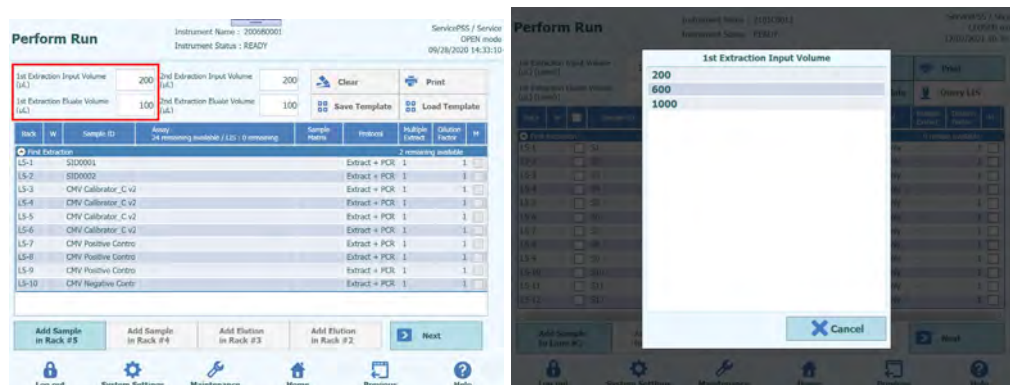 Perform Run
Instrument Name : 200680001
Instrument Status : READY
ServicePSS / Service
OPEN mode
09/28/2020 14:33:10
1st Extraction Input Volume (uL) 200 2nd Extraction Input Volume (uL) 200 Clear Print
1st Extraction Eluate Volume (uL) 100 2nd Extraction Eluate Volume (uL) 100 Save Template Load Template
Rack W Sample ID Assay 24 remaining available / LIS : 0 remaining Sample Matrix Protocol Multiple Extract Dilution Factor
First Extraction 2 remaining available
LS-1 SID0001 Extract + PCR 1 1
LS-2 SID0002 Extract + PCR 1 1
LS-3 CMV Calibrator_C v2 Extract + PCR 1 1
LS-4 CMV Calibrator_C v2 Extract + PCR 1 1
LS-5 CMV Calibrator_C v2 Extract + PCR 1 1
LS-6 CMV Calibrator_C v2 Extract + PCR 1 1
LS-7 CMV Positive Contro Extract + PCR 1 1
LS-8 CMV Positive Contro Extract + PCR 1 1
LS-9 CMV Positive Contro Extract + PCR 1 1
LS-10 CMV Negative Contr Extract + PCR 1 1
Add Sample in Rack #5 Add Sample in Rack #4 Add Elution in Rack #3 Add Elution in Rack #2 Next
Log out System Settings Maintenance Home Previous Help
Perform Run
1st Extraction Input Volume
200
600
1000
Cancel
Print
Query LIS
Next